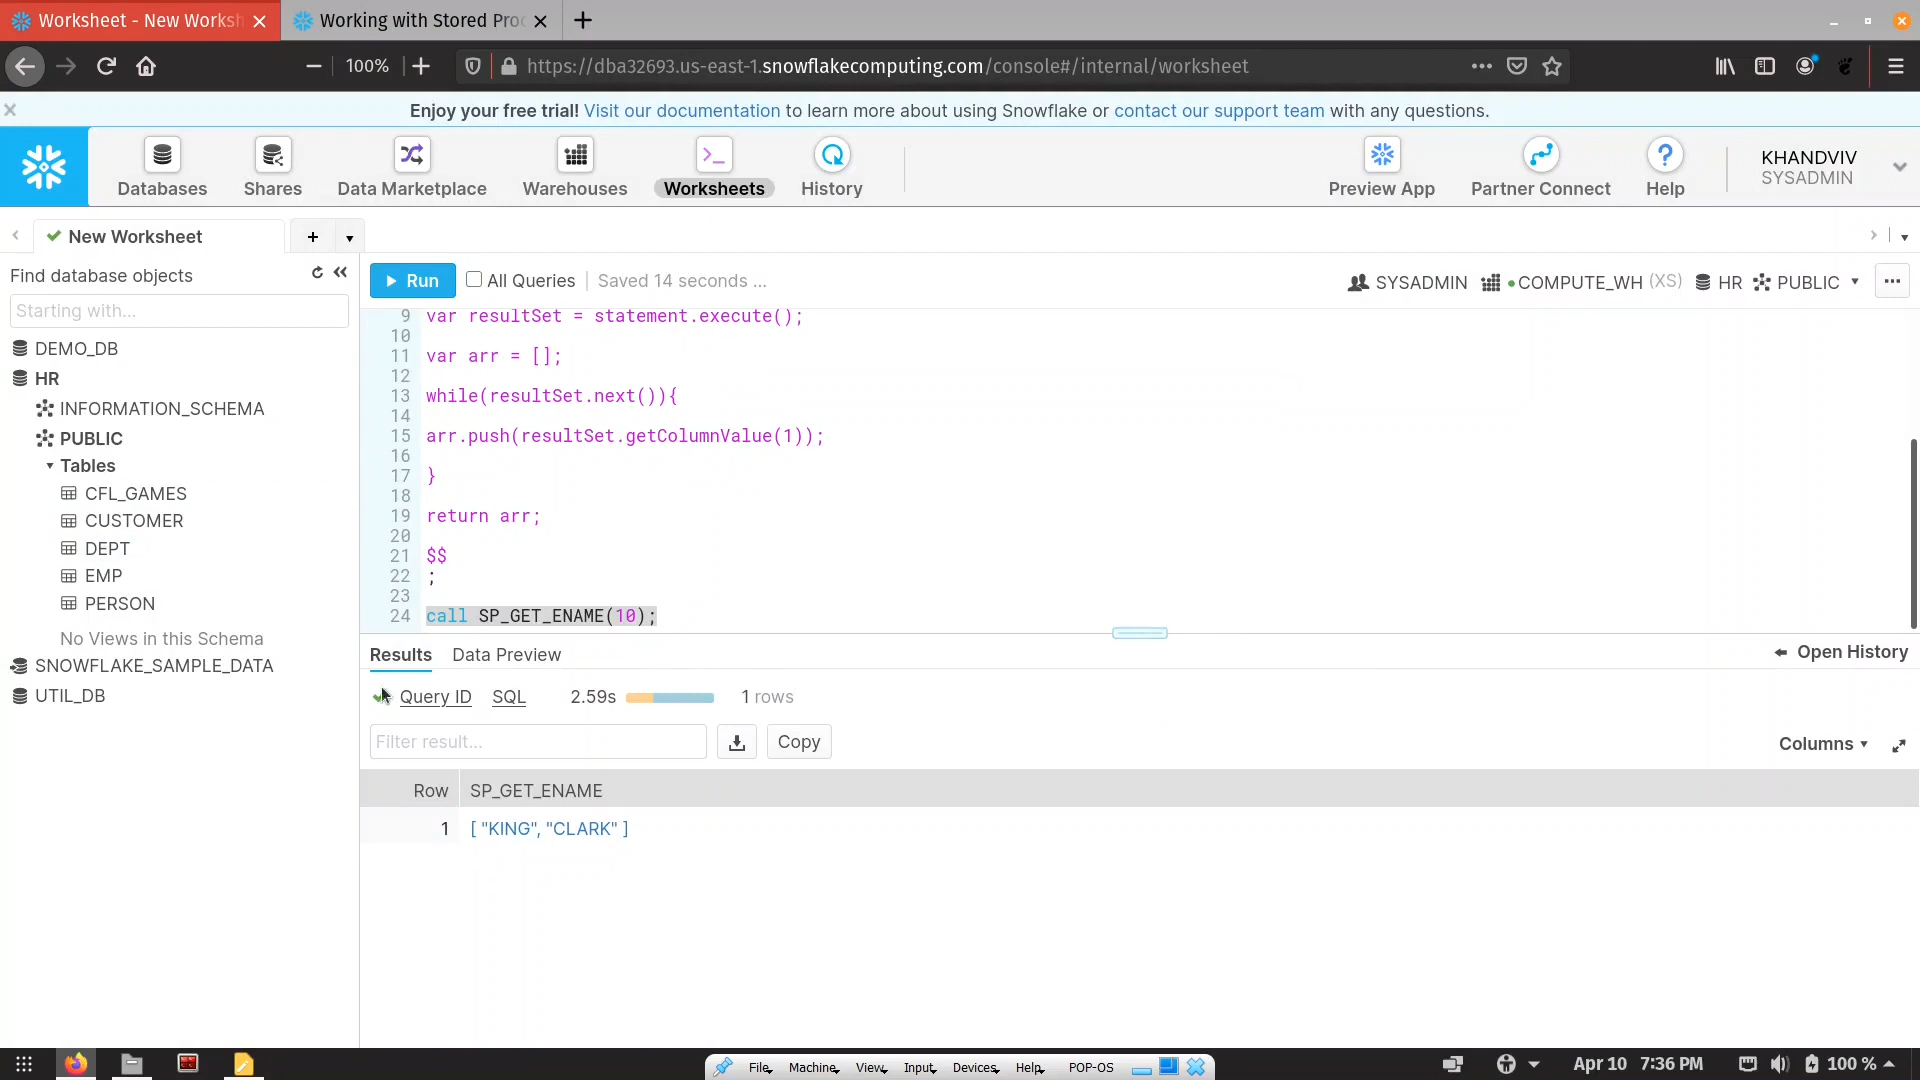 Worksheet - New Worksh
Working with Stored Proc
100%
https://dba32693.us-east-1.snowflakecomputing.com/console#/internal/worksheet
Enjoy your free trial! Visit our documentation to learn more about using Snowflake or contact our support team with any questions.
Databases
Shares
Data Marketplace
Warehouses
Worksheets
History
Preview App
Partner Connect
Help
KHANDVIV
SYSADMIN
New Worksheet
Find database objects
Starting with...
DEMO_DB
HR
INFORMATION_SCHEMA
PUBLIC
Tables
CFL_GAMES
CUSTOMER
DEPT
EMP
PERSON
No Views in this Schema
SNOWFLAKE_SAMPLE_DATA
UTIL_DB
Run All Queries Saved 14 seconds ...
SYSADMIN COMPUTE_WH (XS) HR PUBLIC
9 var resultSet = statement.execute();
10
11 var arr = [];
12
13 while(resultSet.next()){
14
15 arr.push(resultSet.getColumnValue(1));
16
17 }
18
19 return arr;
20
21 $$
22 ;
23
24 call SP_GET_ENAME(10);
Results Data Preview
Open History
Query ID SQL 2.59s 1 rows
Filter result...
Copy
Columns
Row SP_GET_ENAME
1 [ "KING", "CLARK" ]
File Machine View Input Devices Help POP-OS
Apr 10 7:36 PM
100 %